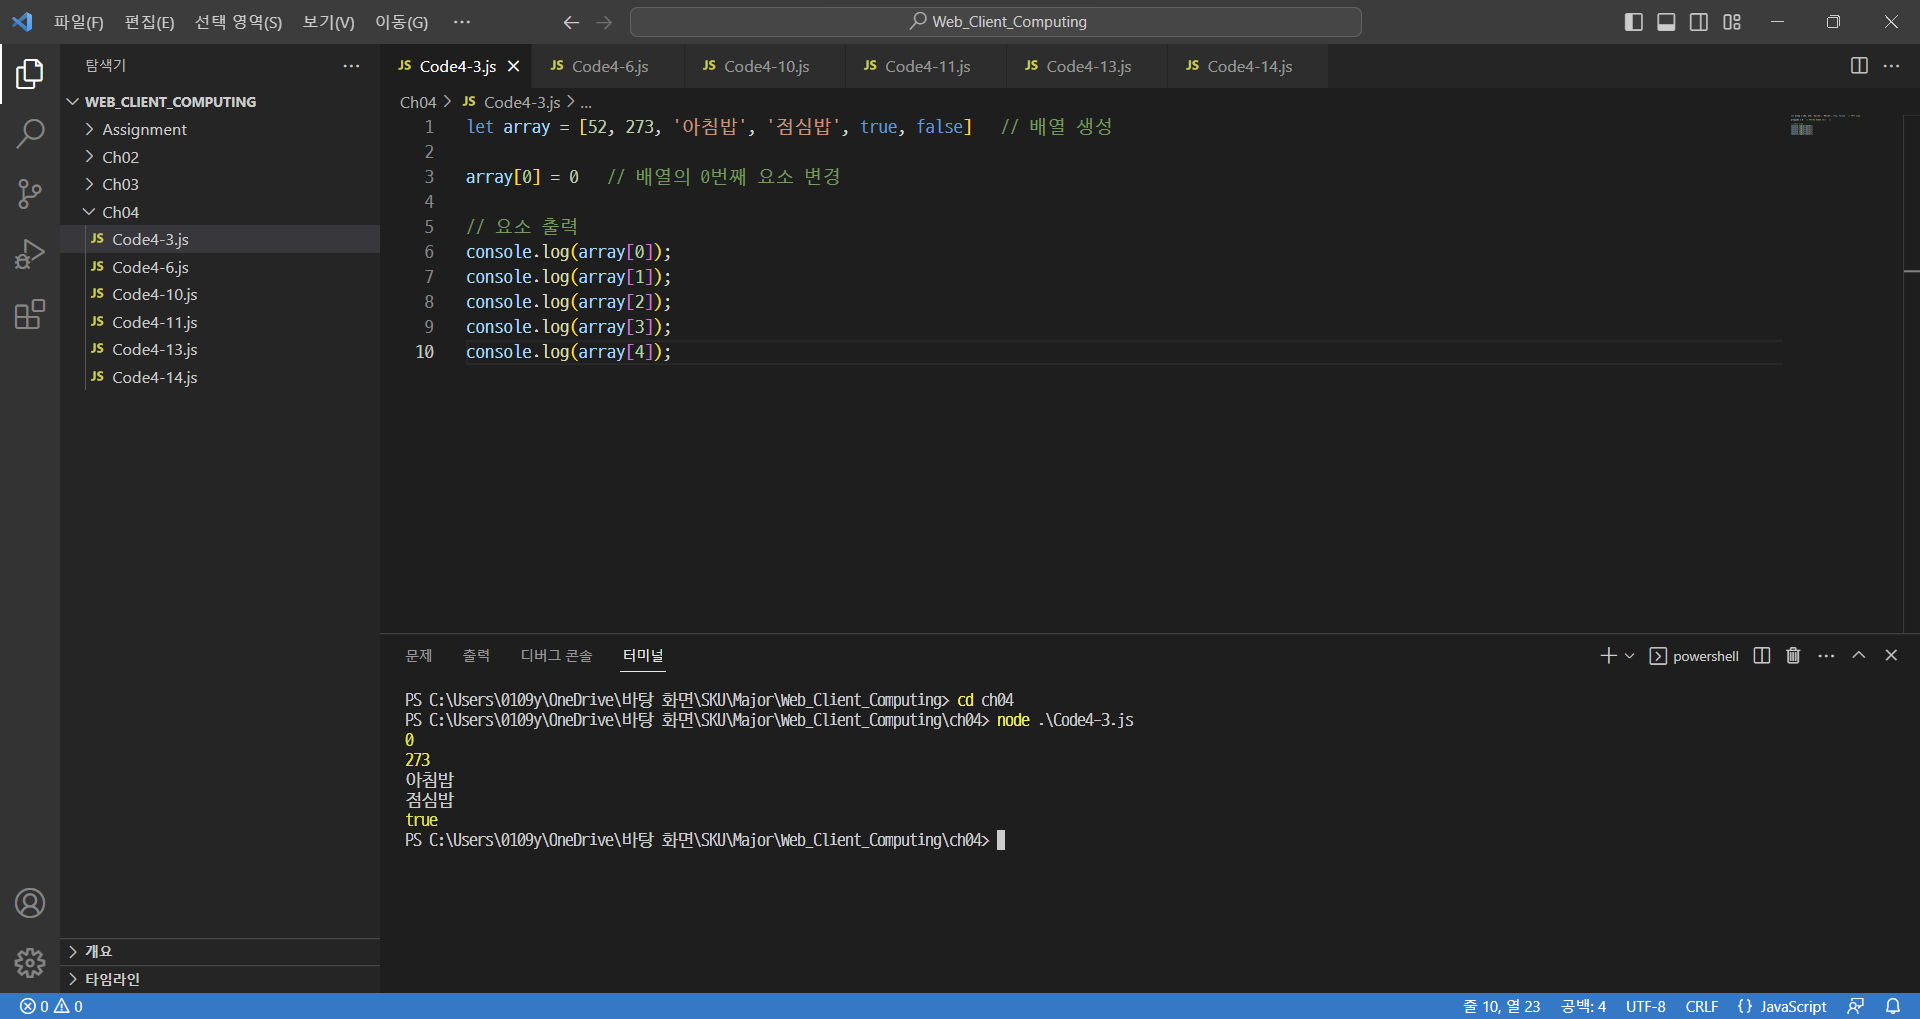 파일(F) 편집(E) 선택 영역(S) 보기(V) 이동(G) ··· Web_Client_Computing
탐색기 ···
WEB_CLIENT_COMPUTING
Assignment
Ch02
Ch03
Ch04
JS Code4-3.js
JS Code4-6.js
JS Code4-10.js
JS Code4-11.js
JS Code4-13.js
JS Code4-14.js
개요
타임라인
JS Code4-3.js JS Code4-6.js JS Code4-10.js JS Code4-11.js JS Code4-13.js JS Code4-14.js
Ch04 > JS Code4-3.js > ...
1 let array = [52, 273, '아침밥', '점심밥', true, false] // 배열 생성
2
3 array[0] = 0 // 배열의 0번째 요소 변경
4
5 // 요소 출력
6 console.log(array[0]);
7 console.log(array[1]);
8 console.log(array[2]);
9 console.log(array[3]);
10 console.log(array[4]);
문제 출력 디버그 콘솔 터미널 powershell
PS C:\Users\0109y\OneDrive\바탕 화면\SKU\Major\Web_Client_Computing> cd ch04
PS C:\Users\0109y\OneDrive\바탕 화면\SKU\Major\Web_Client_Computing\ch04> node .\Code4-3.js
0
273
아침밥
점심밥
true
PS C:\Users\0109y\OneDrive\바탕 화면\SKU\Major\Web_Client_Computing\ch04>
0 0 줄 10, 열 23 공백: 4 UTF-8 CRLF {} JavaScript